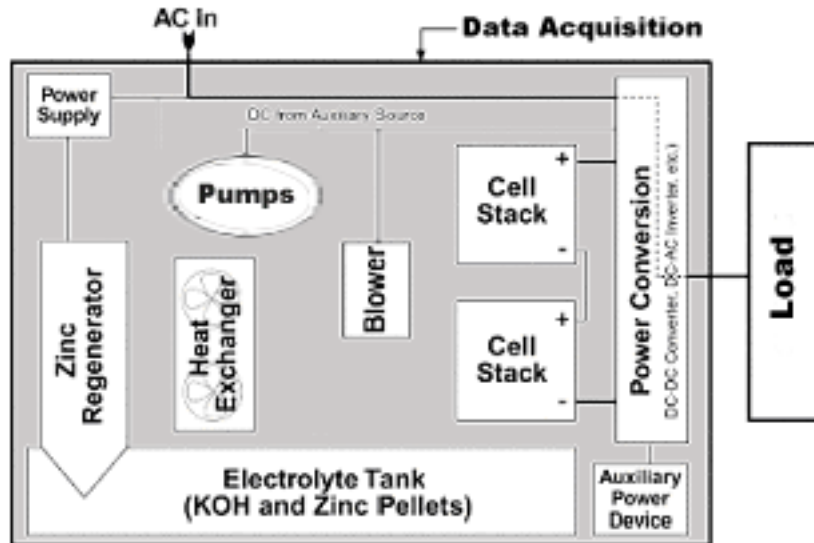 AC In
Data Acquisition
Power
Supply
DC from Auxiliary Source
Pumps
Cell
Stack
+
-
Power Conversion
DC-DC Converter, DC-AC Inverter, etc.)
Load
Zinc
Regenerator
Heat
Exchanger
Blower
Cell
Stack
+
-
Electrolyte Tank
(KOH and Zinc Pellets)
Auxiliary
Power
Device